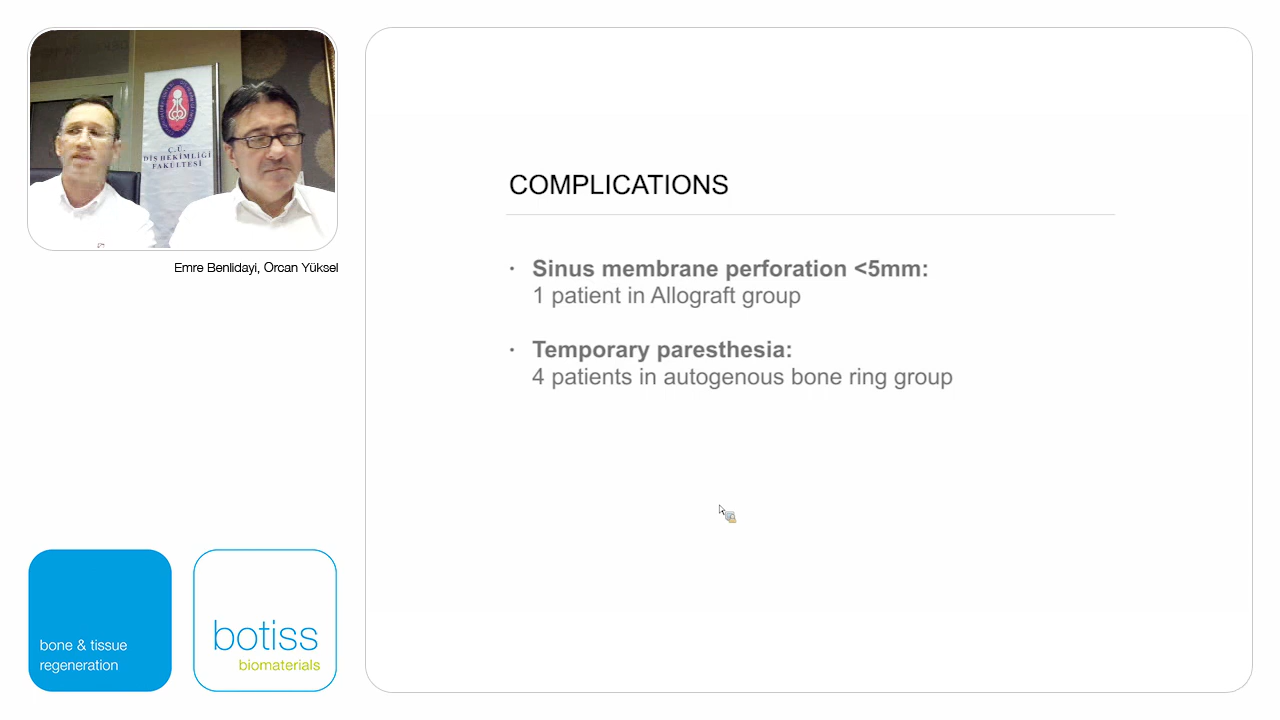 C.Ü.
DİŞ HEKİMLİĞİ
FAKÜLTESİ
Emre Benlidayi, Orcan Yüksel
COMPLICATIONS
· Sinus membrane perforation <5mm:
1 patient in Allograft group
· Temporary paresthesia:
4 patients in autogenous bone ring group
bone & tissue
regeneration
botiss
biomaterials